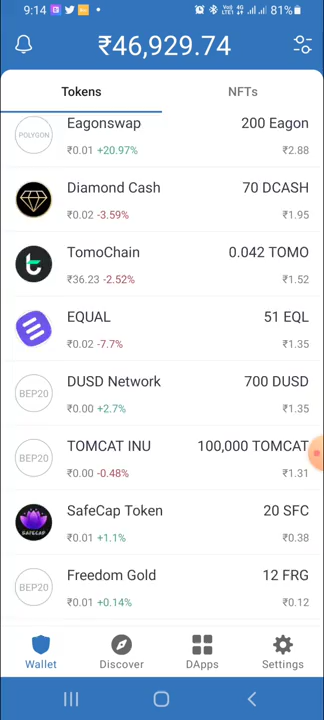 9:14 81%
₹46,929.74
Tokens NFTs
POLYGON Eagonswap 200 Eagon
₹0.01 +20.97% ₹2.88
Diamond Cash 70 DCASH
₹0.02 -3.59% ₹1.95
TomoChain 0.042 TOMO
₹36.23 -2.52% ₹1.52
EQUAL 51 EQL
₹0.02 -7.7% ₹1.35
BEP20 DUSD Network 700 DUSD
₹0.00 +2.7% ₹1.35
BEP20 TOMCAT INU 100,000 TOMCAT
₹0.00 -0.48% ₹1.31
SafeCap Token 20 SFC
SAFECAP ₹0.01 +1.1% ₹0.38
BEP20 Freedom Gold 12 FRG
₹0.01 +0.14% ₹0.12
Wallet Discover DApps Settings